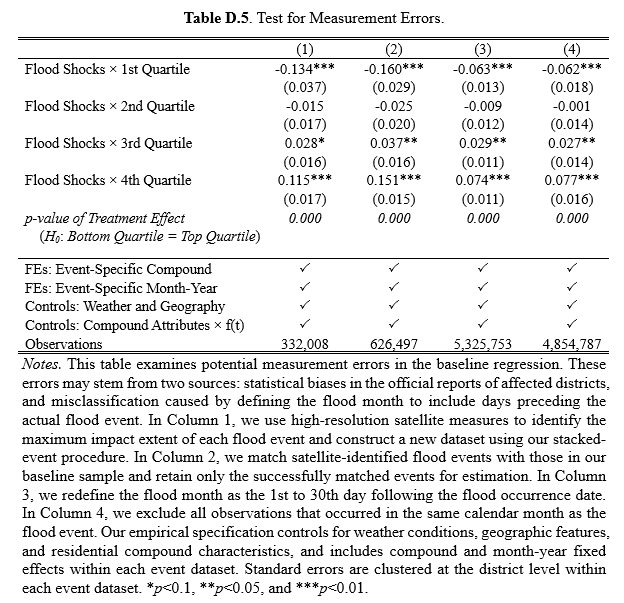 Table D.5. Test for Measurement Errors.
(1) (2) (3) (4)
Flood Shocks × 1st Quartile -0.134*** -0.160*** -0.063*** -0.062***
(0.037) (0.029) (0.013) (0.018)
Flood Shocks × 2nd Quartile -0.015 -0.025 -0.009 -0.001
(0.017) (0.020) (0.012) (0.014)
Flood Shocks × 3rd Quartile 0.028* 0.037** 0.029** 0.027**
(0.016) (0.016) (0.011) (0.014)
Flood Shocks × 4th Quartile 0.115*** 0.151*** 0.074*** 0.077***
(0.017) (0.015) (0.011) (0.016)
p-value of Treatment Effect 0.000 0.000 0.000 0.000
(H₀: Bottom Quartile = Top Quartile)
FEs: Event-Specific Compound ✓ ✓ ✓ ✓
FEs: Event-Specific Month-Year ✓ ✓ ✓ ✓
Controls: Weather and Geography ✓ ✓ ✓ ✓
Controls: Compound Attributes × f(t) ✓ ✓ ✓ ✓
Observations 332,008 626,497 5,325,753 4,854,787
Notes. This table examines potential measurement errors in the baseline regression. These
errors may stem from two sources: statistical biases in the official reports of affected districts,
and misclassification caused by defining the flood month to include days preceding the
actual flood event. In Column 1, we use high-resolution satellite measures to identify the
maximum impact extent of each flood event and construct a new dataset using our stacked-
event procedure. In Column 2, we match satellite-identified flood events with those in our
baseline sample and retain only the successfully matched events for estimation. In Column
3, we redefine the flood month as the 1st to 30th day following the flood occurrence date.
In Column 4, we exclude all observations that occurred in the same calendar month as the
flood event. Our empirical specification controls for weather conditions, geographic features,
and residential compound characteristics, and includes compound and month-year fixed
effects within each event dataset. Standard errors are clustered at the district level within
each event dataset. *p<0.1, **p<0.05, and ***p<0.01.